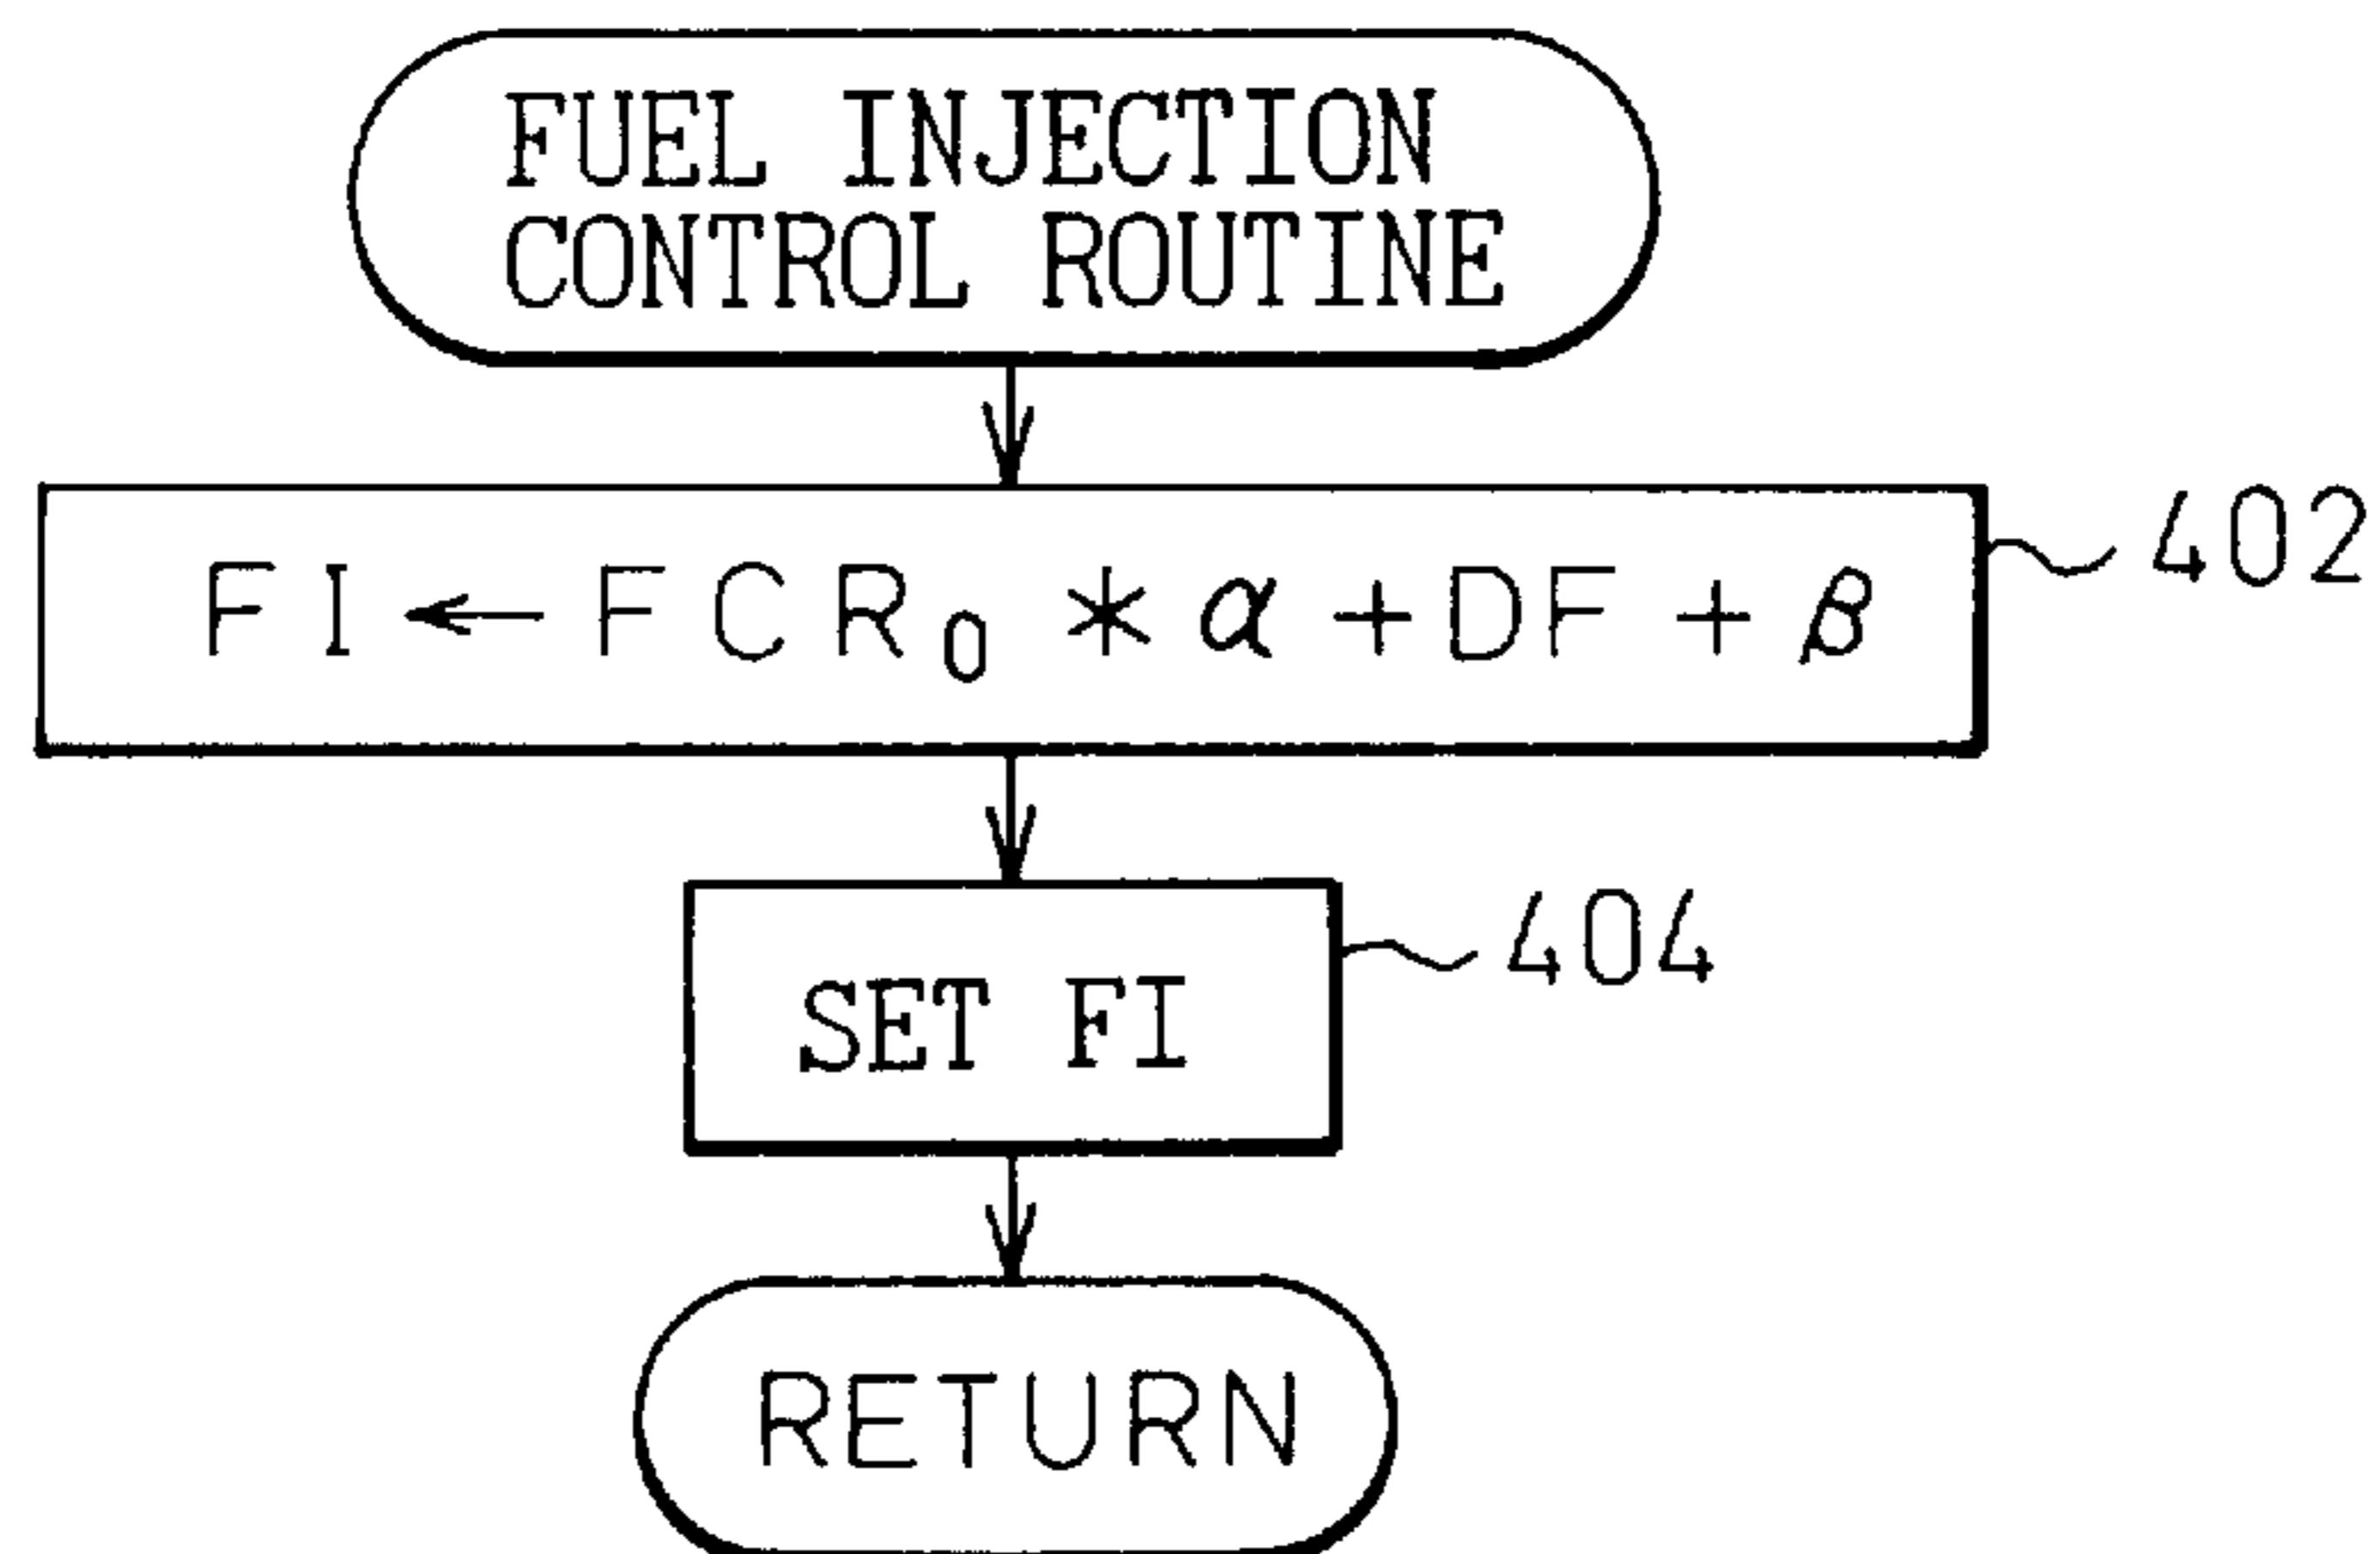 FUEL INJECTION
CONTROL ROUTINE
FI ← FCR₀ * α + DF + β
402
SET FI
404
RETURN